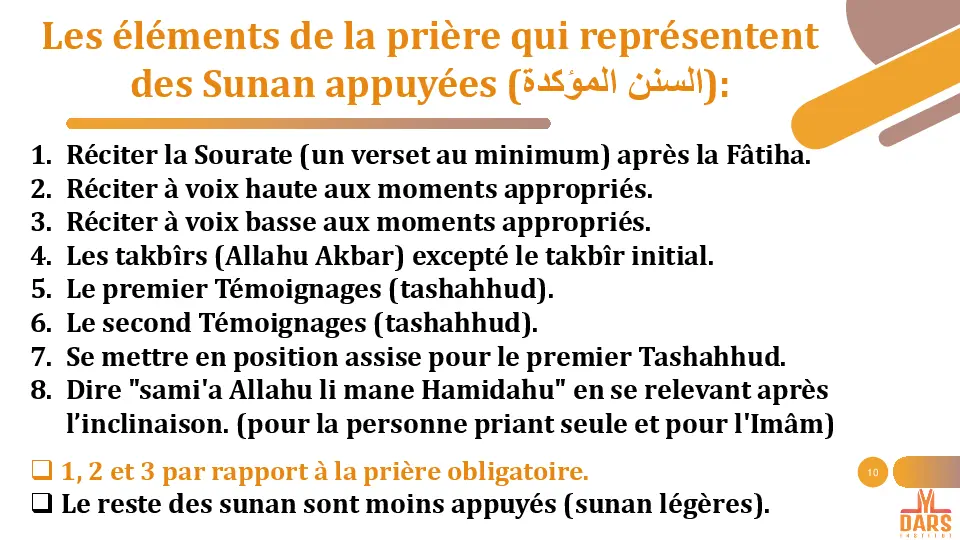 Les éléments de la prière qui représentent
des Sunan appuyées (السنن المؤكدة):
1. Réciter la Sourate (un verset au minimum) après la Fâtiha.
2. Réciter à voix haute aux moments appropriés.
3. Réciter à voix basse aux moments appropriés.
4. Les takbîrs (Allahu Akbar) excepté le takbîr initial.
5. Le premier Témoignages (tashahhud).
6. Le second Témoignages (tashahhud).
7. Se mettre en position assise pour le premier Tashahhud.
8. Dire "sami'a Allahu li mane Hamidahu" en se relevant après
l’inclinaison. (pour la personne priant seule et pour l'Imâm)
❑ 1, 2 et 3 par rapport à la prière obligatoire.
❑ Le reste des sunan sont moins appuyés (sunan légères).
10
DARS
INSTITUT